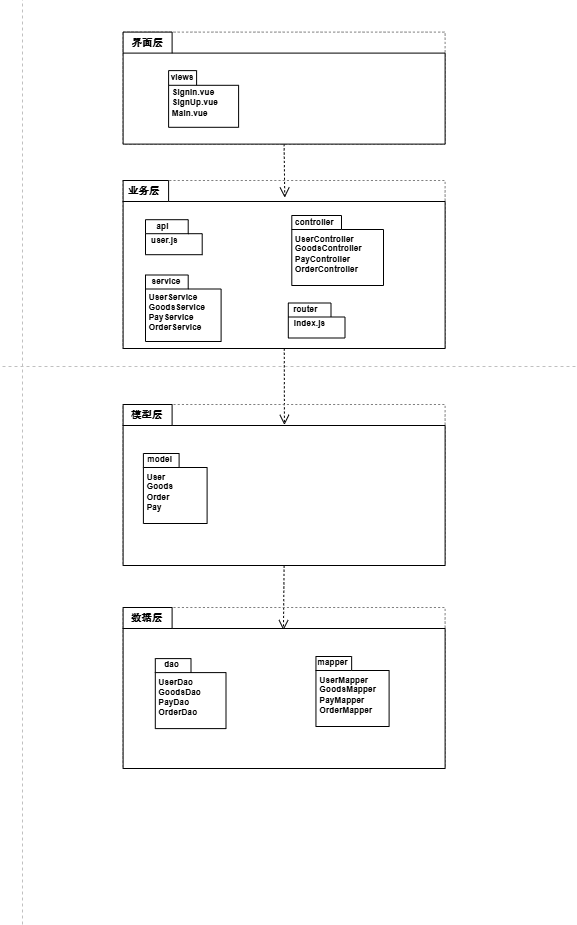 界面层
views
SignIn.vue
SignUp.vue
Main.vue
业务层
api
user.js
controller
UserController
GoodsController
PayController
OrderController
service
UserService
GoodsService
PayService
OrderService
router
index.js
模型层
model
User
Goods
Order
Pay
数据层
dao
UserDao
GoodsDao
PayDao
OrderDao
mapper
UserMapper
GoodsMapper
PayMapper
OrderMapper